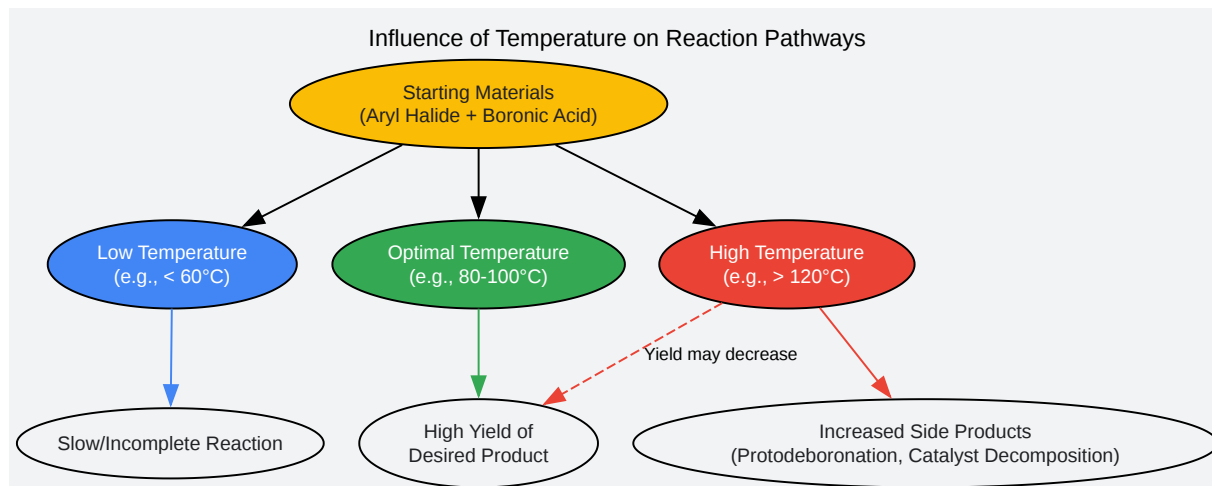 Influence of Temperature on Reaction Pathways
Starting Materials
(Aryl Halide + Boronic Acid)
Low Temperature
(e.g., < 60°C)
Optimal Temperature
(e.g., 80-100°C)
High Temperature
(e.g., > 120°C)
Yield may decrease
Slow/Incomplete Reaction
High Yield of
Desired Product
Increased Side Products
(Protodeboronation, Catalyst Decomposition)